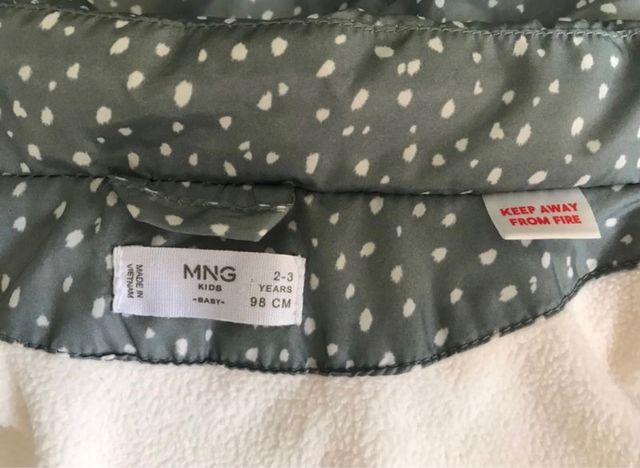 MADE IN
VIETNAM
MNG
KIDS
-BABY-
2-3
YEARS
98 CM
KEEP AWAY
FROM FIRE